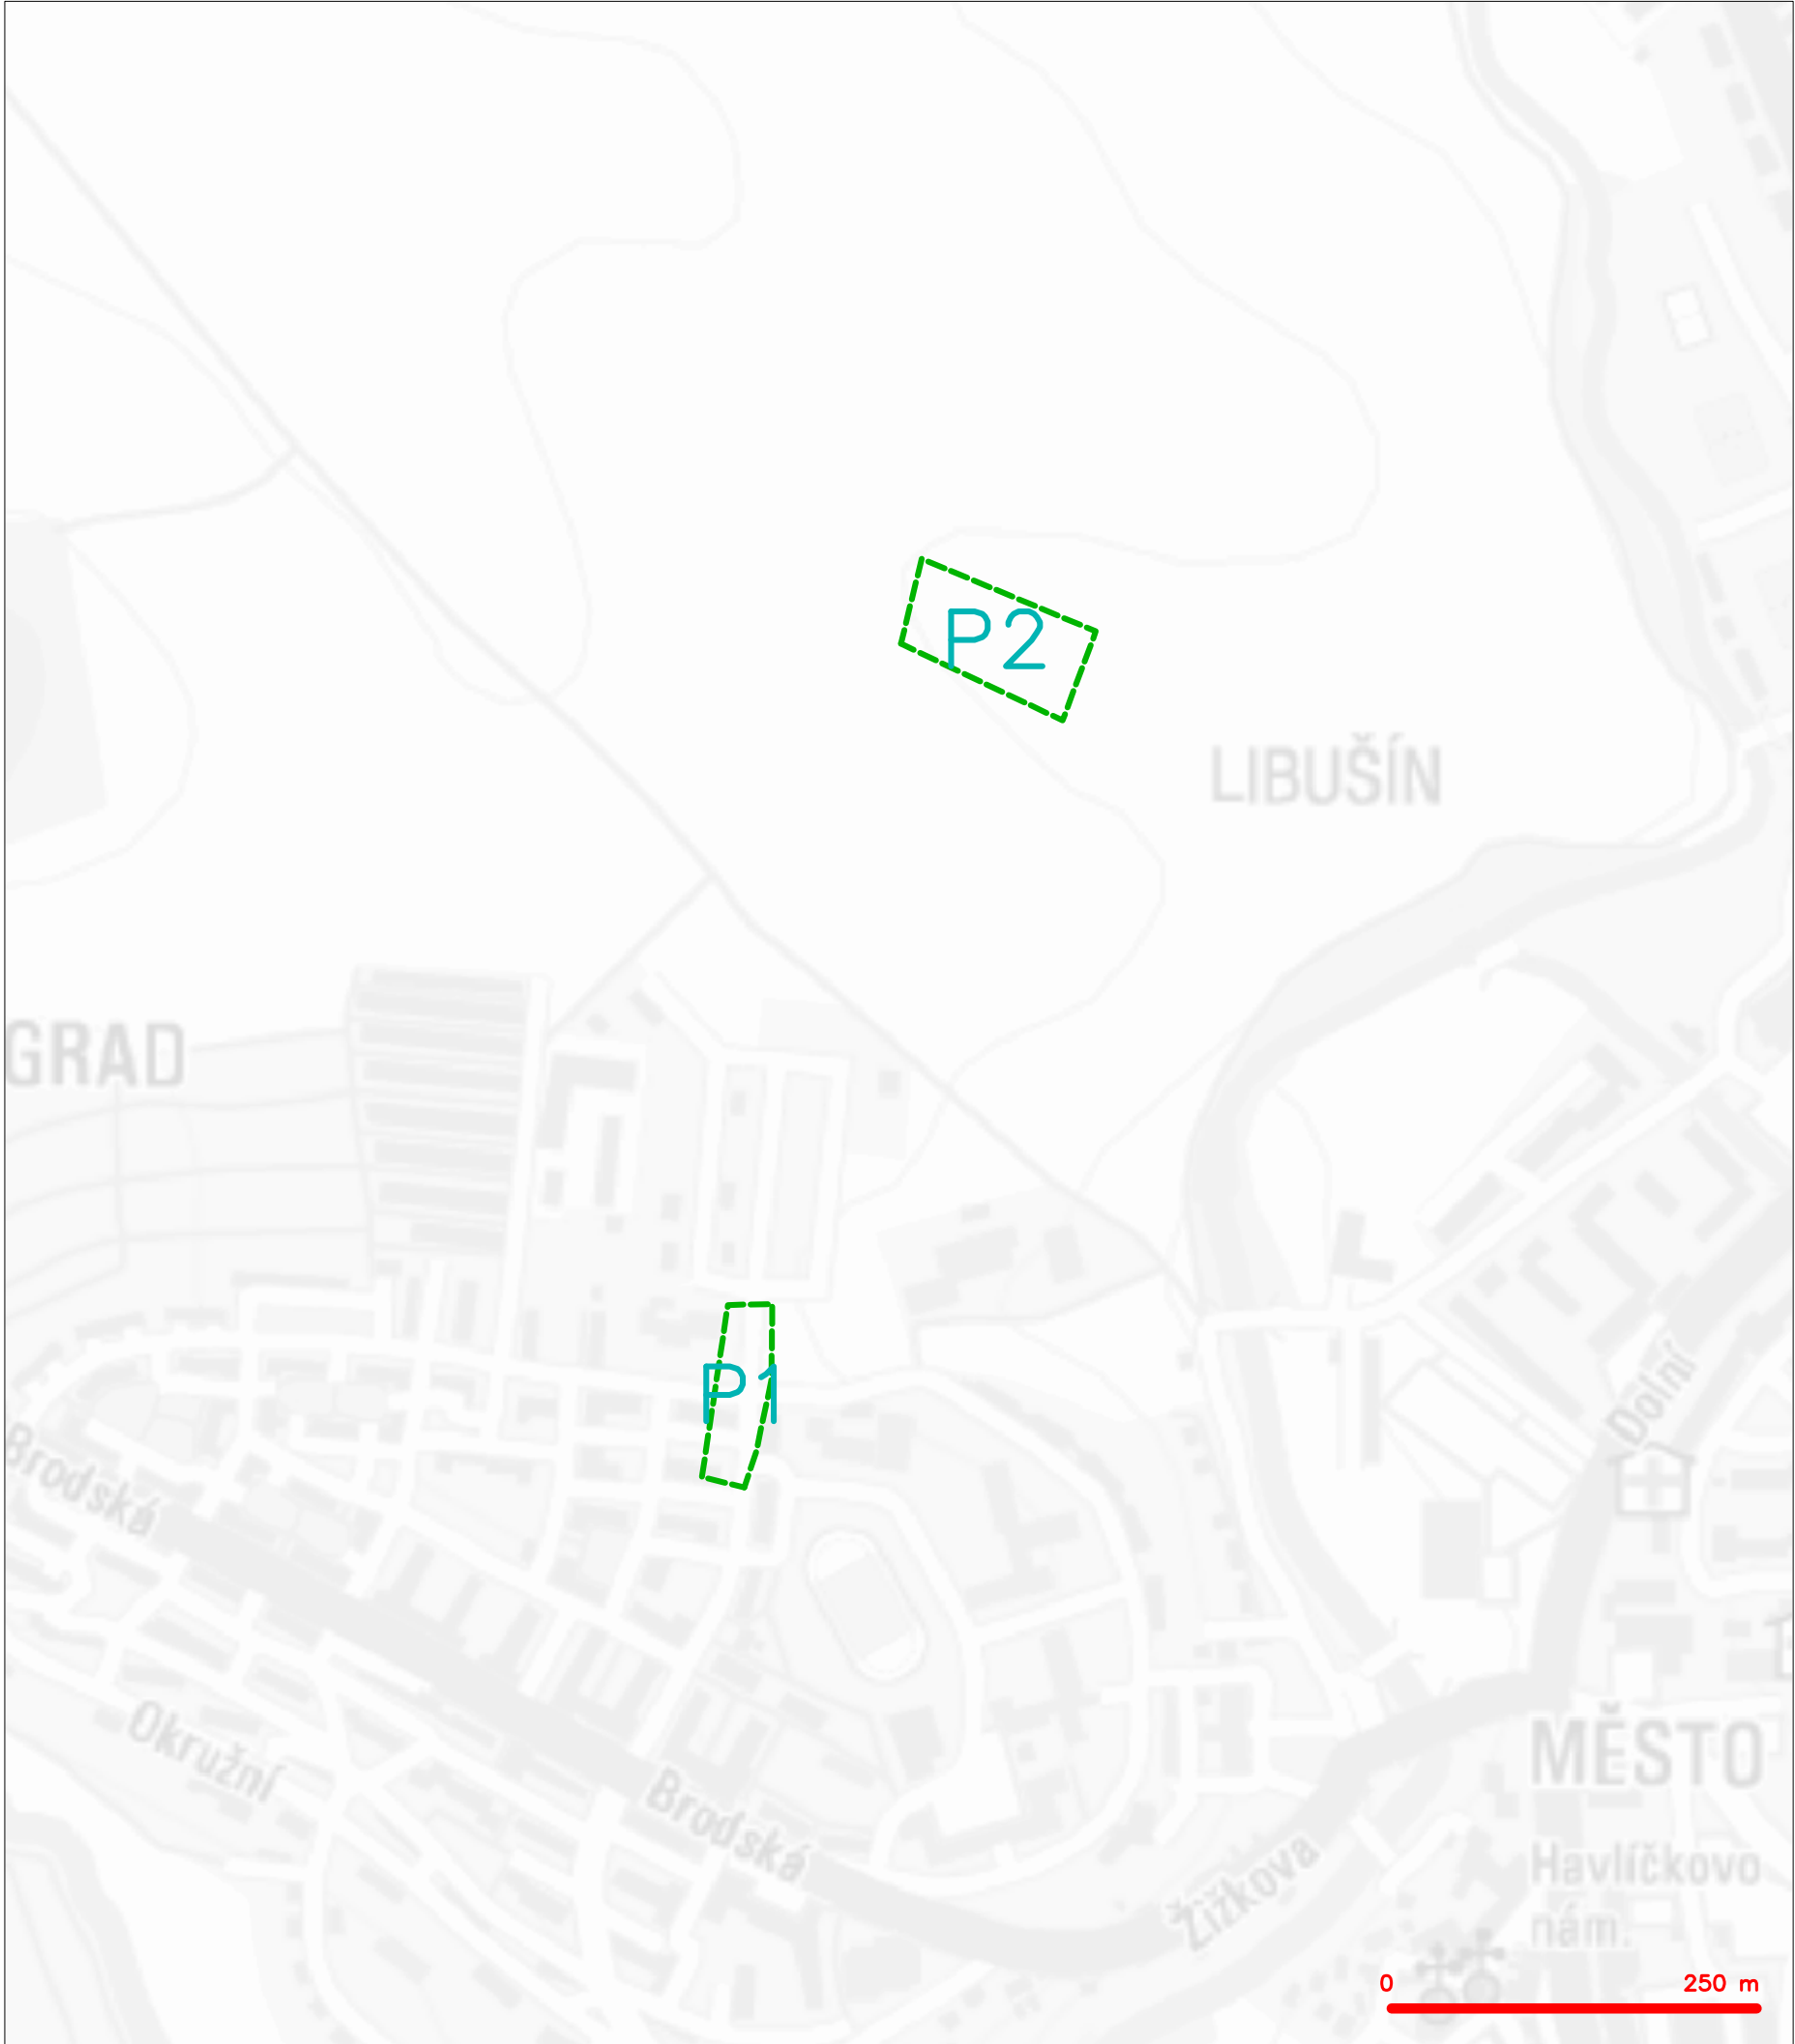 P2
LIBUŠÍN
GRAD
P1
Dolní
Brodská
Okružní
MĚSTO
Brodská
Žižkova
Havlíčkovo
nám.
0 250 m